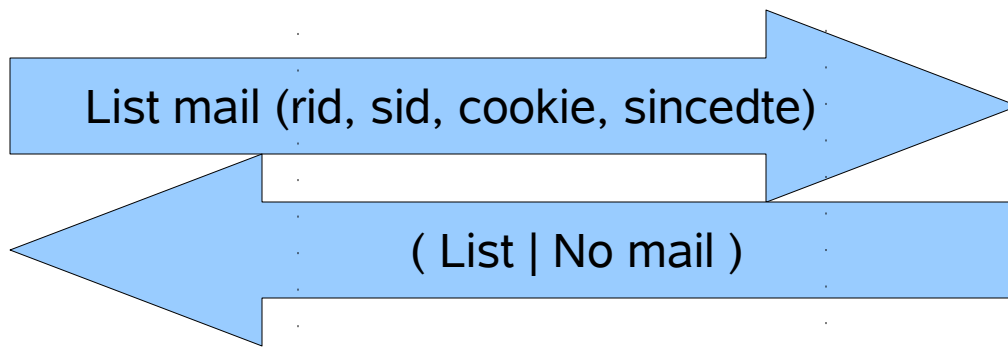 List mail (rid, sid, cookie, sincedte)
( List | No mail )